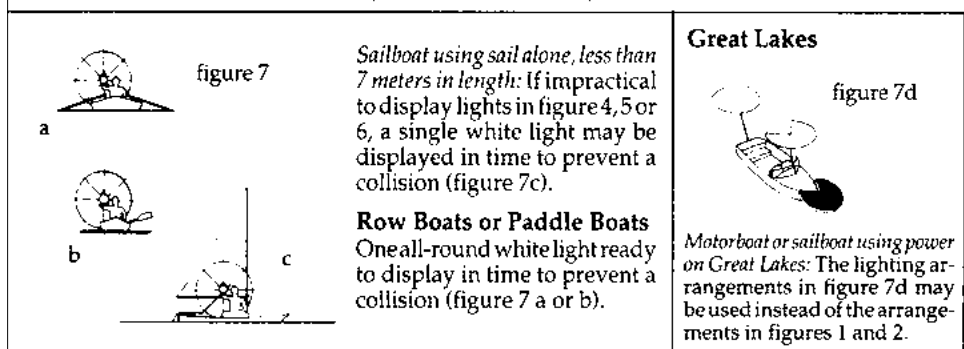 figure 7
a
b
c
Sailboat using sail alone, less than
7 meters in length: If impractical
to display lights in figure 4, 5 or
6, a single white light may be
displayed in time to prevent a
collision (figure 7c).
Row Boats or Paddle Boats
One all-round white light ready
to display in time to prevent a
collision (figure 7 a or b).
Great Lakes
figure 7d
Motorboat or sailboat using power
on Great Lakes: The lighting ar-
rangements in figure 7d may
be used instead of the arrange-
ments in figures 1 and 2.